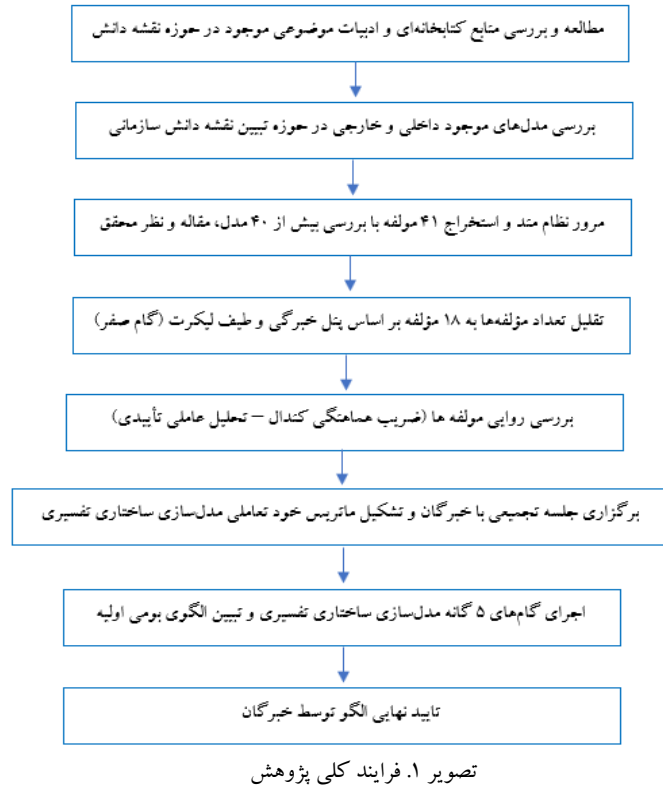 مطالعه و بررسی منابع کتابخانه‌ای و ادبیات موضوعی موجود در حوزه نقشه دانش
بررسی مدل‌های موجود داخلی و خارجی در حوزه تبیین نقشه دانش سازمانی
مرور نظام مند و استخراج ۴۱ مولفه با بررسی بیش از ۴۰ مدل، مقاله و نظر محقق
تقلیل تعداد مؤلفه‌ها به ۱۸ مؤلفه بر اساس پنل خبرگی و طیف لیکرت (گام صفر)
بررسی روایی مولفه ها (ضریب هماهنگی کندال – تحلیل عاملی تأییدی)
برگزاری جلسه تجمیعی با خبرگان و تشکیل ماتریس خود تعاملی مدل‌سازی ساختاری تفسیری
اجرای گام‌های ۵ گانه مدل‌سازی ساختاری تفسیری و تبیین الگوی بومی اولیه
تایید نهایی الگو توسط خبرگان
تصویر ۱. فرایند کلی پژوهش